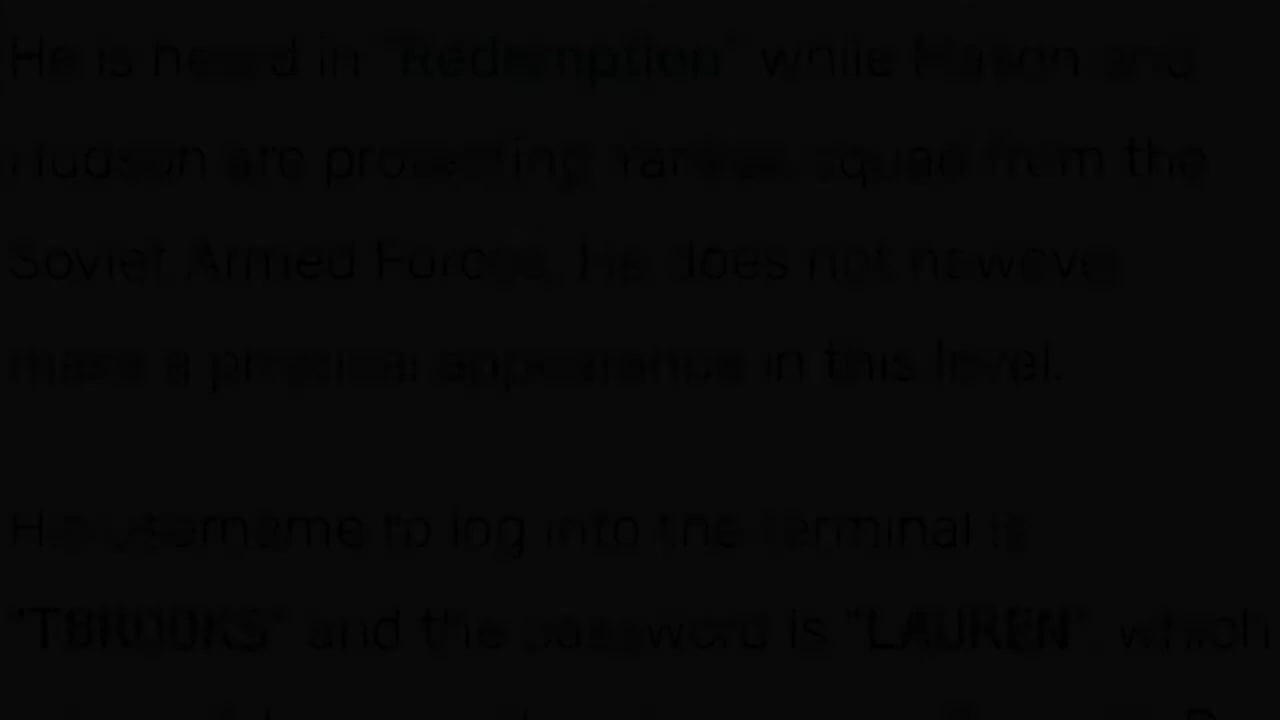 He is heard in "Redemption" while Mason and
Hudson are protecting squad from the
Soviet Armed Forces. He does not however
make a physical appearance in this level.
His username to log into the Terminal is
"TBROOKS" and the password is "LAUREN", which